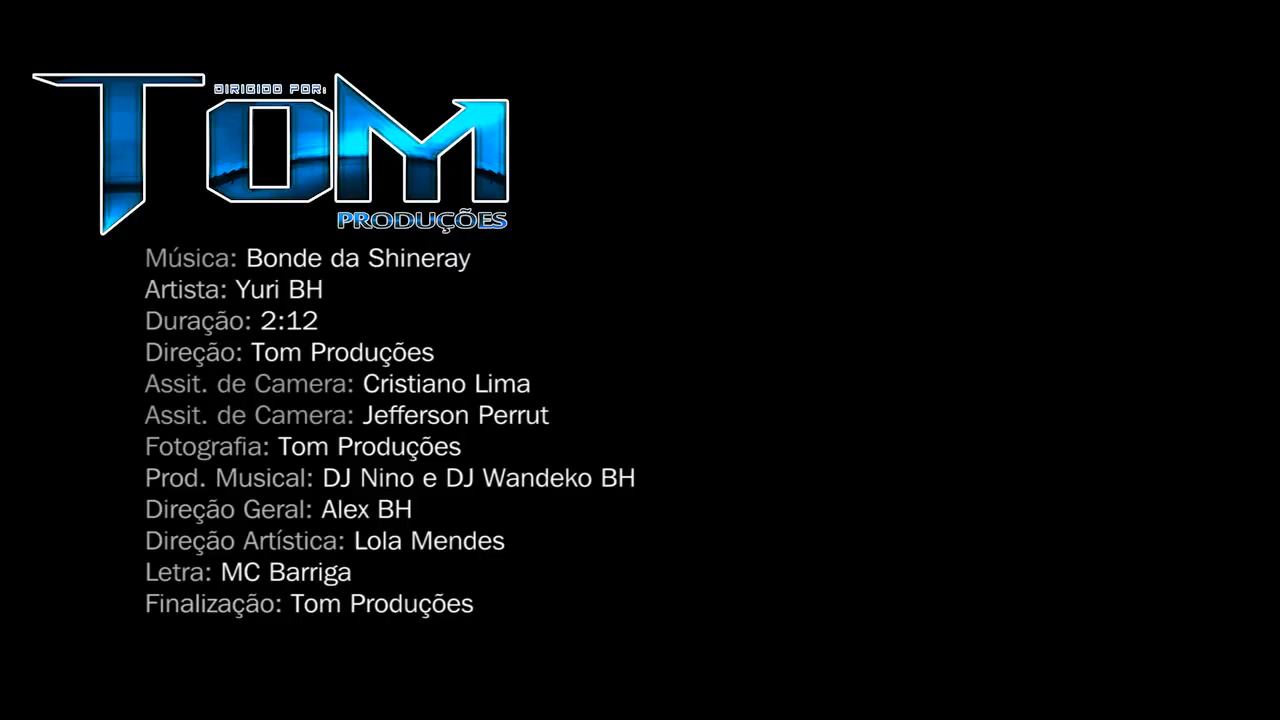 DIRIGIDO POR:
TOM
PRODUÇÕES
Música: Bonde da Shineray
Artista: Yuri BH
Duração: 2:12
Direção: Tom Produções
Assit. de Camera: Cristiano Lima
Assit. de Camera: Jefferson Perrut
Fotografia: Tom Produções
Prod. Musical: DJ Nino e DJ Wandeko BH
Direção Geral: Alex BH
Direção Artística: Lola Mendes
Letra: MC Barriga
Finalização: Tom Produções